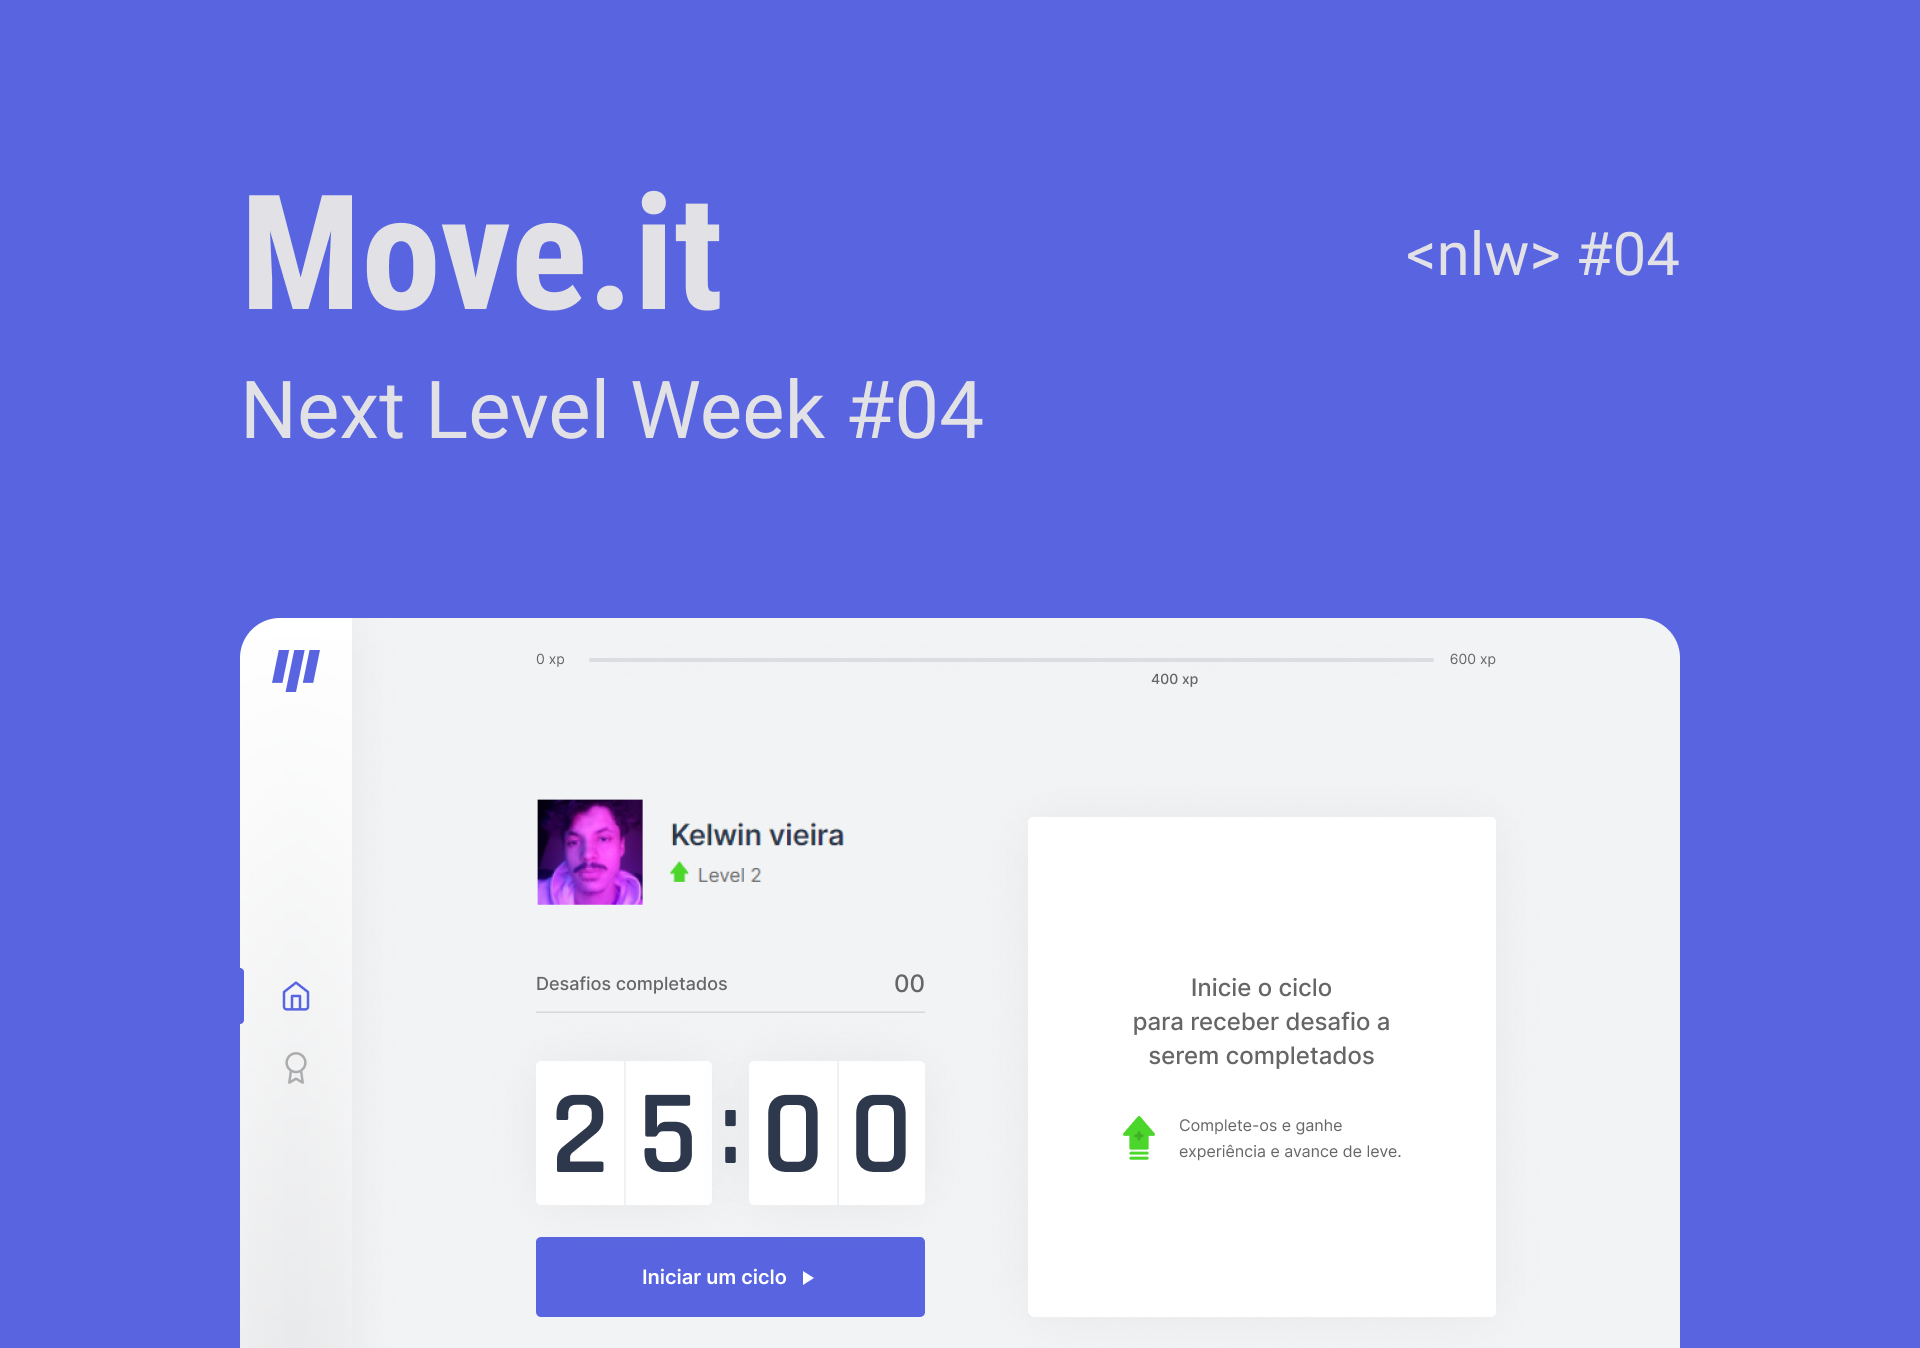 Move.it
<nlw> #04
Next Level Week #04
0 xp
600 xp
400 xp
Kelwin vieira
Level 2
Desafios completados
00
25:00
Iniciar um ciclo
Inicie o ciclo
para receber desafio a
serem completados
Complete-os e ganhe
experiência e avance de leve.